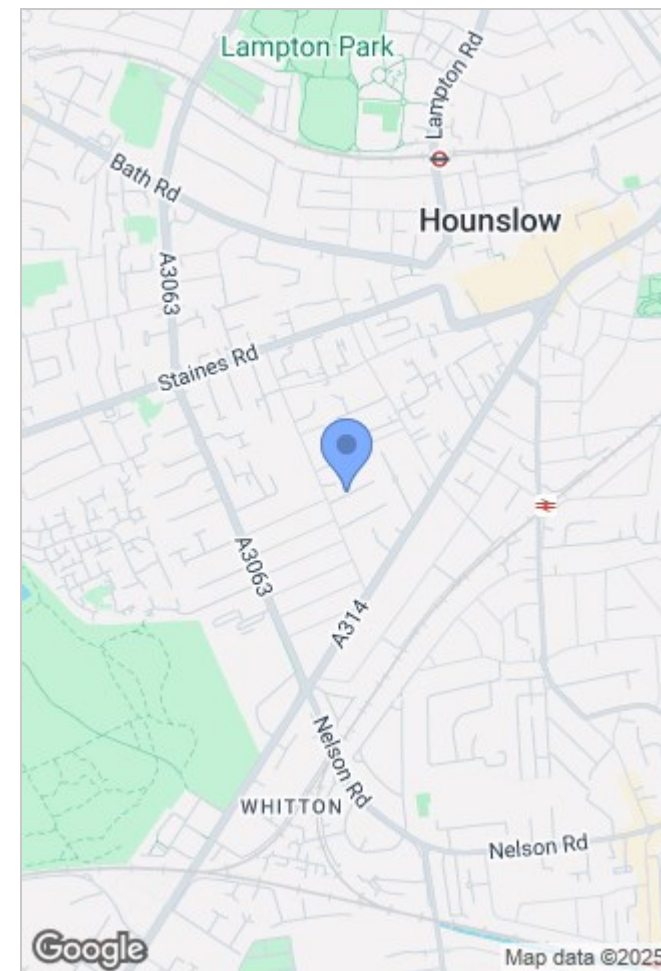 Lampton Park
Lampton Rd
Bath Rd
Hounslow
A3063
Staines Rd
A3063
A314
Nelson Rd
WHITTON
Nelson Rd
Google
Map data ©2025